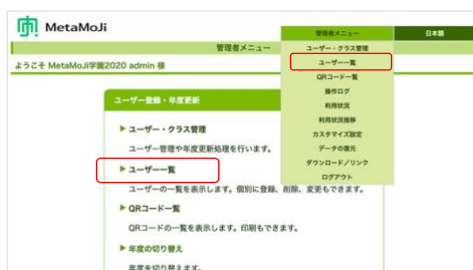 MetaMoJi
管理者メニュー
日本語
管理者メニュー
ユーザー・クラス管理
ようこそ MetaMoJi学園2020 admin 様
ユーザー一覧
QRコード一覧
操作ログ
利用状況
利用状況推移
カスタマイズ設定
データの復元
ダウンロード／リンク
ログアウト
ユーザー登録・年度更新
ユーザー・クラス管理
ユーザー管理や年度更新処理を行います。
ユーザー一覧
ユーザーの一覧を表示します。個別に登録、削除、変更もできます。
QRコード一覧
QRコードの一覧を表示します。印刷もできます。
年度の切り替え
年度を切り替えます。